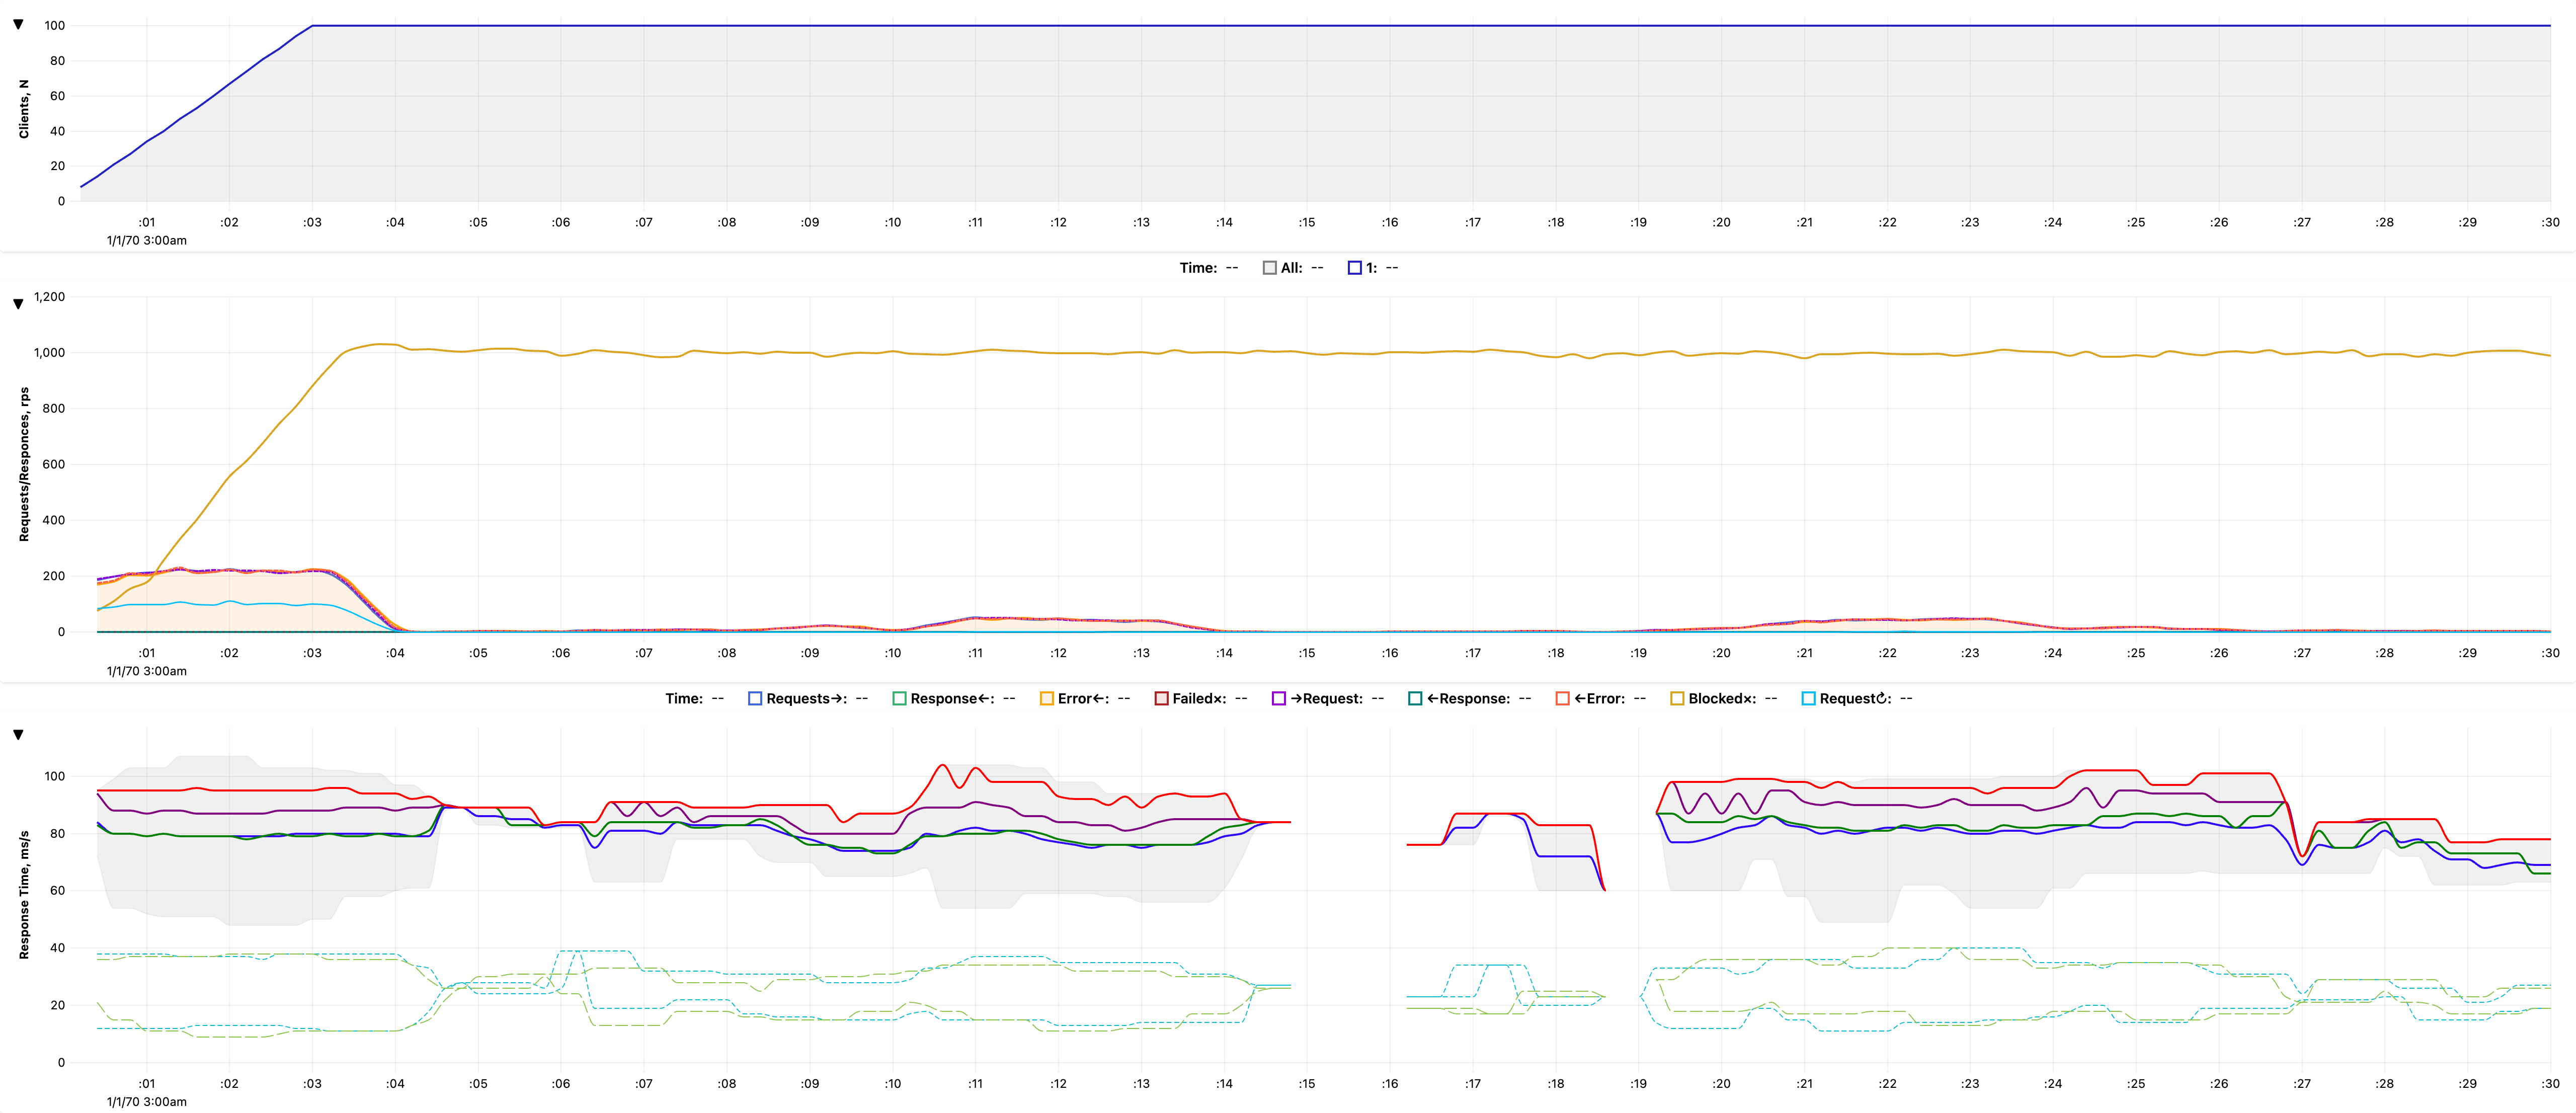 ▼
Clients, N
100
80
60
40
20
0
:01 :02 :03 :04 :05 :06 :07 :08 :09 :10 :11 :12 :13 :14 :15 :16 :17 :18 :19 :20 :21 :22 :23 :24 :25 :26 :27 :28 :29 :30
1/1/70 3:00am
Time: -- All: -- 1: --
▼
Requests/Responces, rps
1,200
1,000
800
600
400
200
0
:01 :02 :03 :04 :05 :06 :07 :08 :09 :10 :11 :12 :13 :14 :15 :16 :17 :18 :19 :20 :21 :22 :23 :24 :25 :26 :27 :28 :29 :30
1/1/70 3:00am
Time: -- Requests→: -- Response←: -- Error←: -- Failed×: -- →Request: -- ←Response: -- ←Error: -- Blocked×: -- Request↻: --
▼
Response Time, ms/s
100
80
60
40
20
0
:01 :02 :03 :04 :05 :06 :07 :08 :09 :10 :11 :12 :13 :14 :15 :16 :17 :18 :19 :20 :21 :22 :23 :24 :25 :26 :27 :28 :29 :30
1/1/70 3:00am